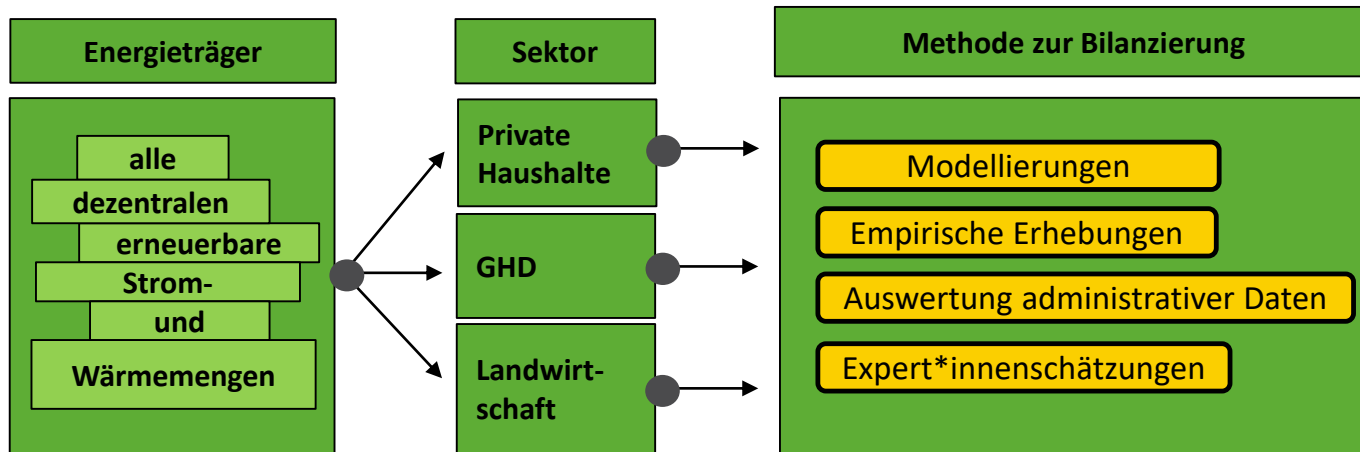 Energieträger
Sektor
Methode zur Bilanzierung
alle
dezentralen
erneuerbare
Strom-
und
Wärmemengen
Private
Haushalte
GHD
Landwirt-
schaft
Modellierungen
Empirische Erhebungen
Auswertung administrativer Daten
Expert*innenschätzungen